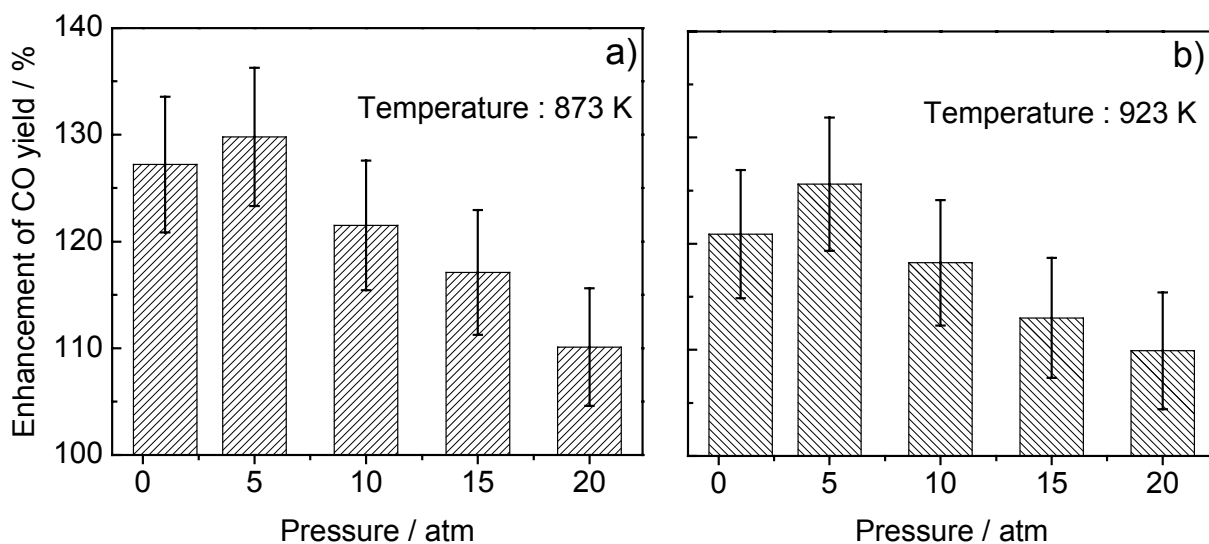 Enhancement of CO yield / %
140
130
120
110
100
a)
Temperature : 873 K
0 5 10 15 20
Pressure / atm
b)
Temperature : 923 K
0 5 10 15 20
Pressure / atm